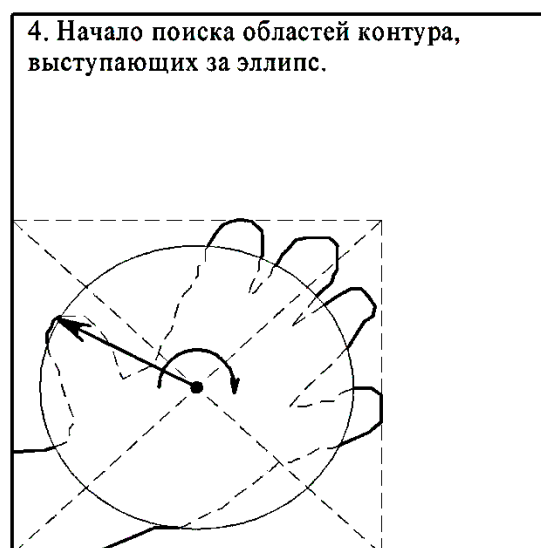 4. Начало поиска областей контура,
выступающих за эллипс.